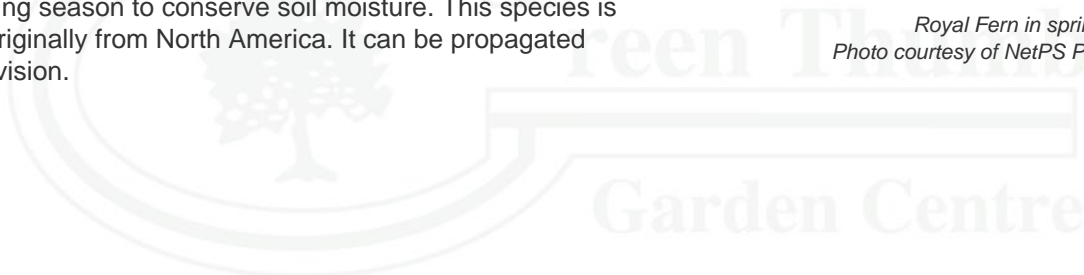 ing season to conserve soil moisture. This species is
riginally from North America. It can be propagated
vision.
Royal Fern in spri
Photo courtesy of NetPS P
reen Thumb
Garden Centre